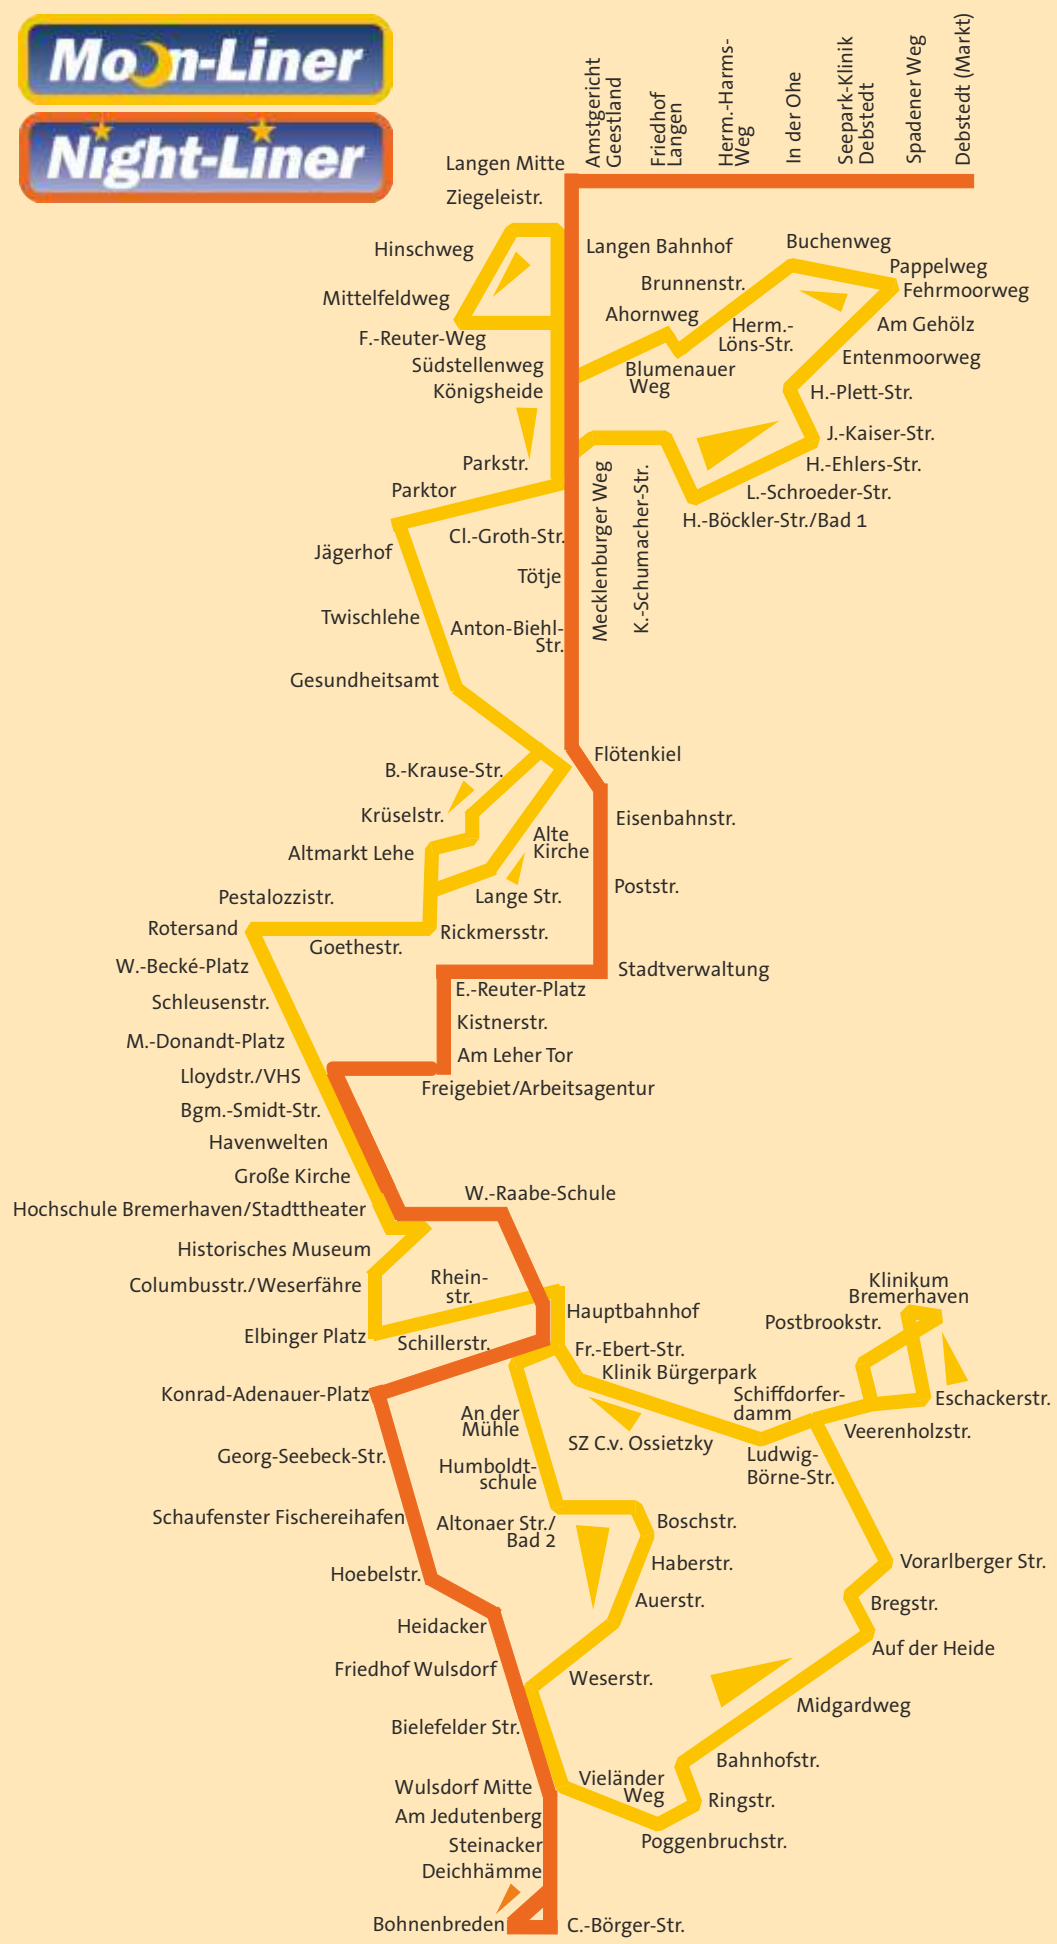 Moon-Liner
Night-Liner
Langen Mitte
Amstgericht
Geestland
Friedhof
Langen
Herm.-Harms-
Weg
In der Ohe
Seepark-Klinik
Debstedt
Spadener Weg
Debstedt (Markt)
Ziegeleistr.
Hinschweg
Langen Bahnhof
Buchenweg
Brunnenstr.
Pappelweg
Fehrmoorweg
Mittelfeldweg
Ahornweg
Herm.-
Löns-Str.
Am Gehölz
F.-Reuter-Weg
Südstellenweg
Blumenauer
Weg
Entenmoorweg
Königsheide
H.-Plett-Str.
J.-Kaiser-Str.
Parkstr.
H.-Ehlers-Str.
Parktor
L.-Schroeder-Str.
H.-Böckler-Str./Bad 1
Mecklenburger Weg
K.-Schumacher-Str.
Cl.-Groth-Str.
Jägerhof
Tötje
Twischlehe
Anton-Biehl-
Str.
Gesundheitsamt
Flötenkiel
B.-Krause-Str.
Krüselstr.
Eisenbahnstr.
Alte
Kirche
Altmarkt Lehe
Poststr.
Pestalozzistr.
Lange Str.
Rotersand
Goethestr.
Rickmersstr.
W.-Becké-Platz
Stadtverwaltung
E.-Reuter-Platz
Schleusenstr.
Kistnerstr.
M.-Donandt-Platz
Am Leher Tor
Lloydstr./VHS
Freigebiet/Arbeitsagentur
Bgm.-Smidt-Str.
Havenwelten
Große Kirche
W.-Raabe-Schule
Hochschule Bremerhaven/Stadttheater
Historisches Museum
Columbusstr./Weserfähre
Rhein-
str.
Klinikum
Bremerhaven
Hauptbahnhof
Postbrookstr.
Elbinger Platz
Schillerstr.
Fr.-Ebert-Str.
Klinik Bürgerpark
Konrad-Adenauer-Platz
Schiffdorfer-
damm
Eschackerstr.
An der
Mühle
SZ C.v. Ossietzky
Veerenholzstr.
Georg-Seebeck-Str.
Humboldt-
schule
Ludwig-
Börne-Str.
Schaufenster Fischereihafen
Altonaer Str./
Bad 2
Boschstr.
Haberstr.
Vorarlberger Str.
Hoebelstr.
Auerstr.
Bregstr.
Heidacker
Auf der Heide
Friedhof Wulsdorf
Weserstr.
Midgardweg
Bielefelder Str.
Bahnhofstr.
Wulsdorf Mitte
Vieländer
Weg
Ringstr.
Am Jedutenberg
Poggenbruchstr.
Steinacker
Deichhämme
Bohnenbreden
C.-Börger-Str.